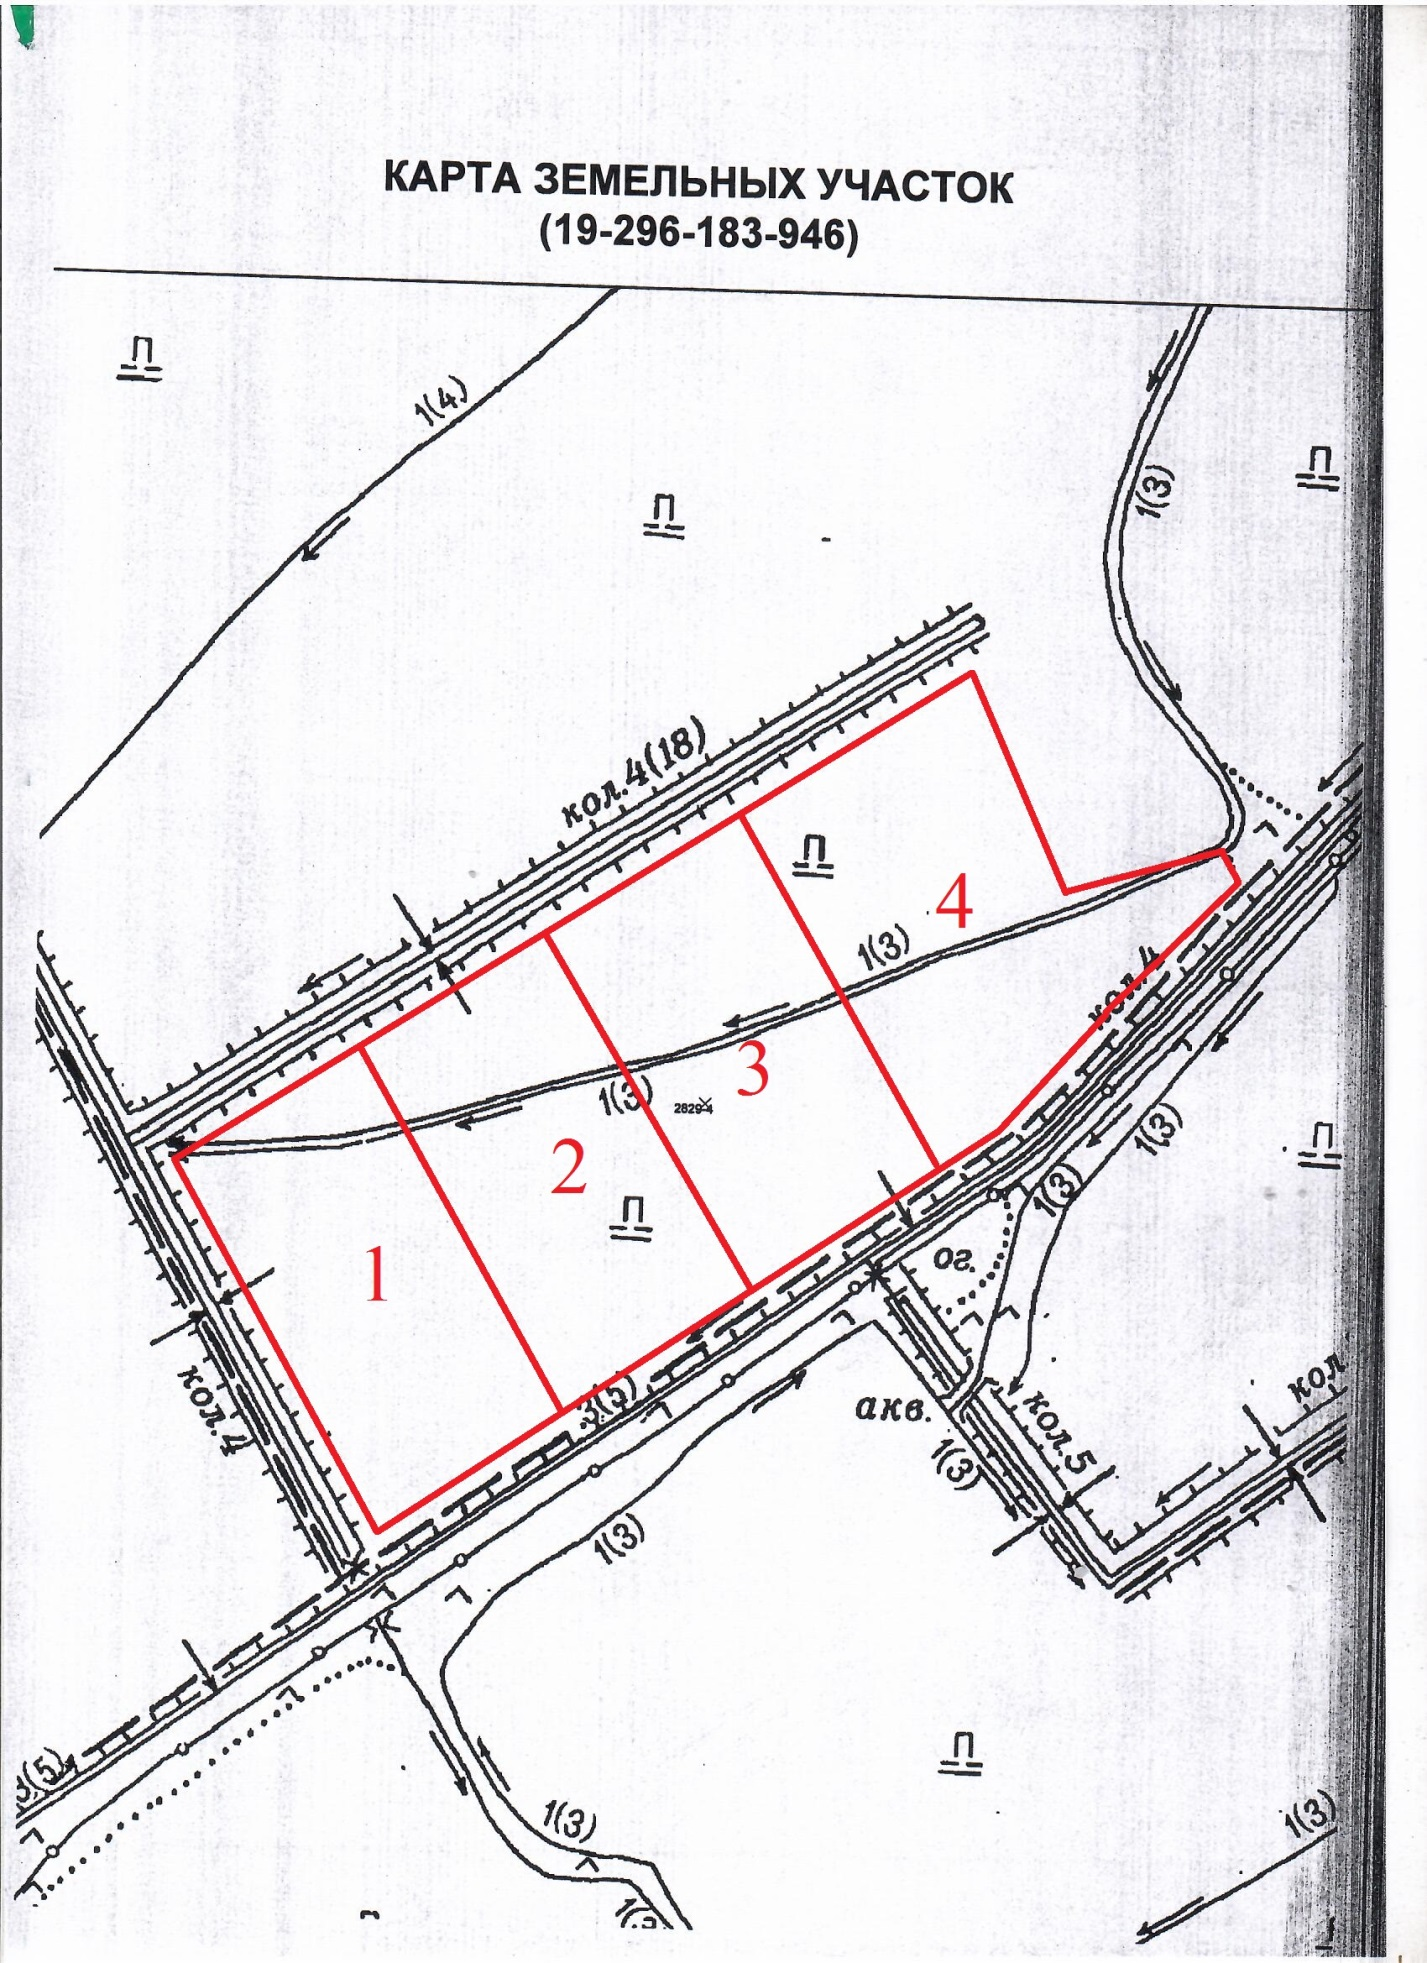 КАРТА ЗЕМЕЛЬНЫХ УЧАСТОК
(19-296-183-946)
П
1(4)
П
1(3)
П
кол.4(18)
П
4
1(3)
кол.4
3
1(3)
2
1(3)
1(3)
П
П
1
ог.
3(5)
кол.4
акв.
кол.5
кол
1(3)
1(3)
П
3(5)
1(3)
1(3)